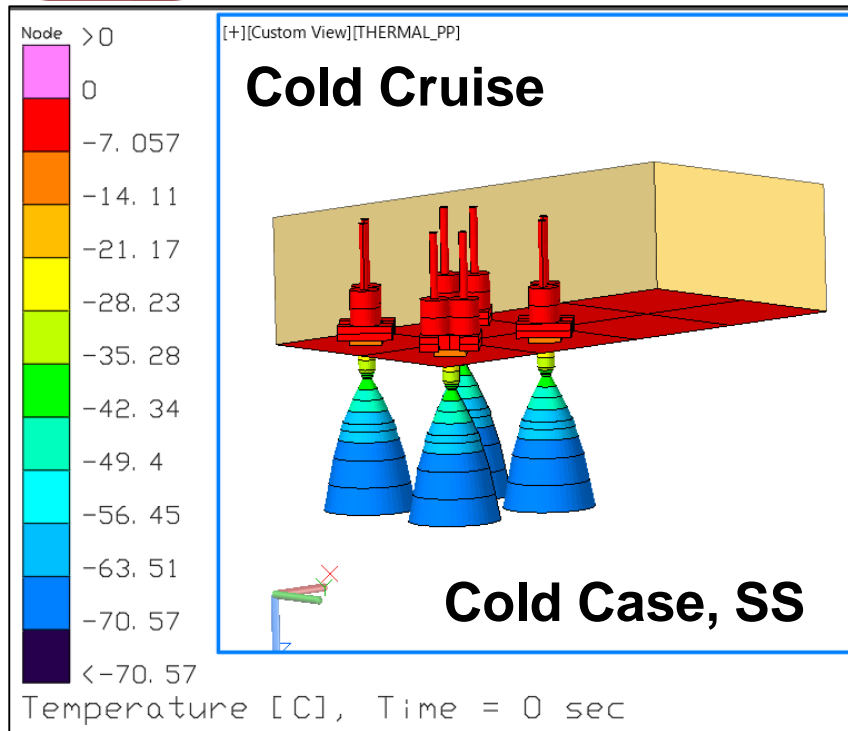 Node >0
0
-7.057
-14.11
-21.17
-28.23
-35.28
-42.34
-49.4
-56.45
-63.51
-70.57
<-70.57
Temperature [C], Time = 0 sec
[+][Custom View][THERMAL_PP]
Cold Cruise
Cold Case, SS